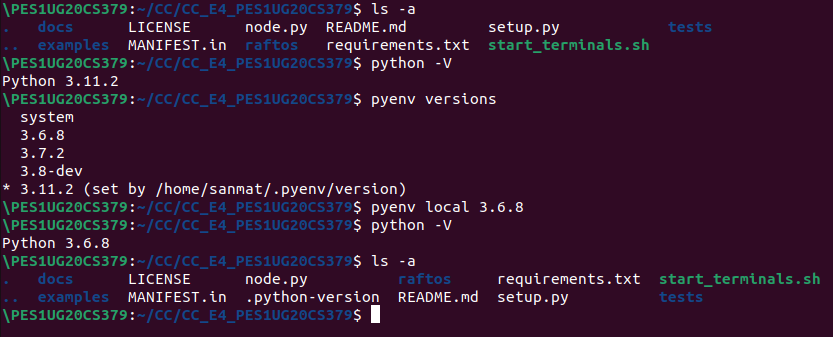 \PES1UG20CS379:~/CC/CC_E4_PES1UG20CS379$ ls -a
.   docs      LICENSE      node.py  README.md         setup.py            tests
..  examples  MANIFEST.in  raftos   requirements.txt  start_terminals.sh
\PES1UG20CS379:~/CC/CC_E4_PES1UG20CS379$ python -V
Python 3.11.2
\PES1UG20CS379:~/CC/CC_E4_PES1UG20CS379$ pyenv versions
  system
  3.6.8
  3.7.2
  3.8-dev
* 3.11.2 (set by /home/sanmat/.pyenv/version)
\PES1UG20CS379:~/CC/CC_E4_PES1UG20CS379$ pyenv local 3.6.8
\PES1UG20CS379:~/CC/CC_E4_PES1UG20CS379$ python -V
Python 3.6.8
\PES1UG20CS379:~/CC/CC_E4_PES1UG20CS379$ ls -a
.   docs      LICENSE      node.py          raftos     requirements.txt  start_terminals.sh
..  examples  MANIFEST.in  .python-version  README.md  setup.py          tests
\PES1UG20CS379:~/CC/CC_E4_PES1UG20CS379$